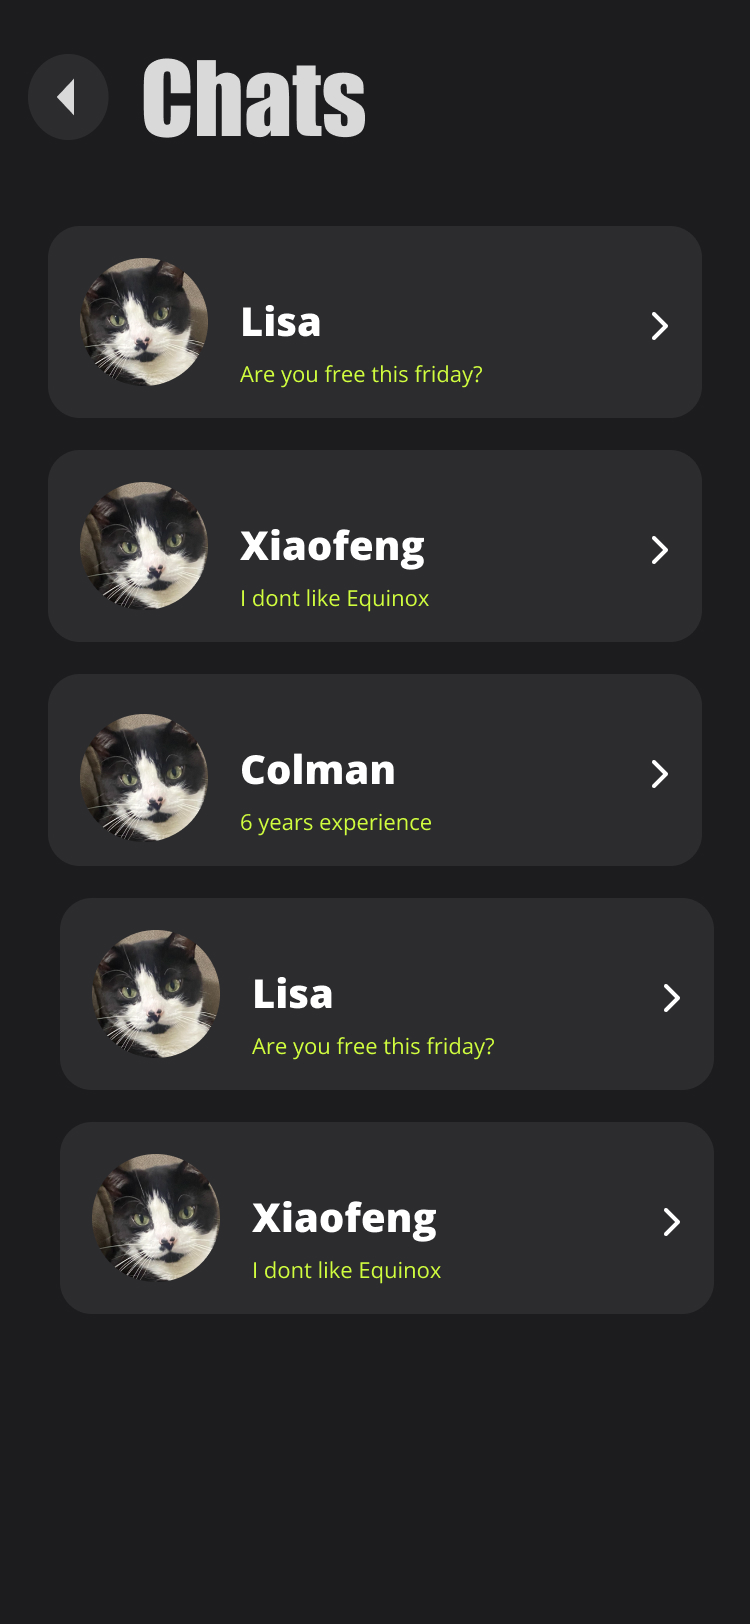 Chats
Lisa
Are you free this friday?
Xiaofeng
I dont like Equinox
Colman
6 years experience
Lisa
Are you free this friday?
Xiaofeng
I dont like Equinox